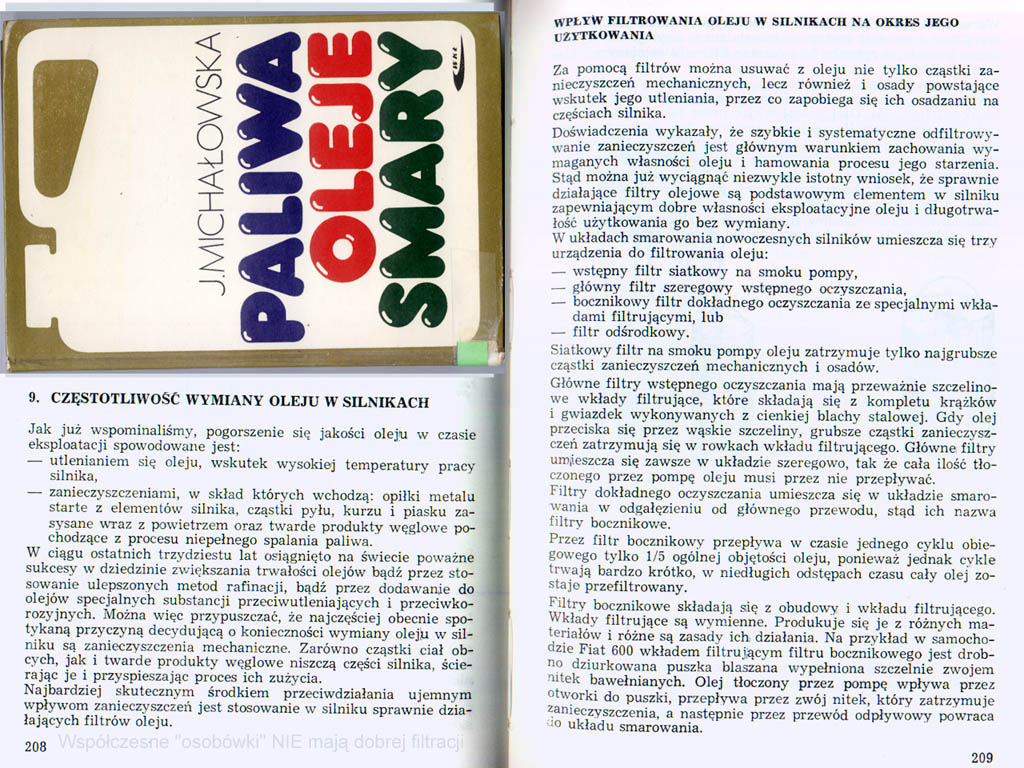 J.MICHAŁOWSKA
PALIWA
OLEJE
SMARY
WKŁ
9. CZĘSTOTLIWOŚĆ WYMIANY OLEJU W SILNIKACH
Jak już wspominaliśmy, pogorszenie się jakości oleju w czasie
eksploatacji spowodowane jest:
— utlenianiem się oleju, wskutek wysokiej temperatury pracy
silnika,
— zanieczyszczeniami, w skład których wchodzą: opiłki metalu
starte z elementów silnika, cząstki pyłu, kurzu i piasku za-
sysane wraz z powietrzem oraz twarde produkty węglowe po-
chodzące z procesu niepełnego spalania paliwa.
W ciągu ostatnich trzydziestu lat osiągnięto na świecie poważne
sukcesy w dziedzinie zwiększania trwałości olejów bądź przez sto-
sowanie ulepszonych metod rafinacji, bądź przez dodawanie do
olejów specjalnych substancji przeciwutleniających i przeciwko-
rozyjnych. Można więc przypuszczać, że najczęściej obecnie spo-
tykaną przyczyną decydującą o konieczności wymiany oleju w sil-
niku są zanieczyszczenia mechaniczne. Zarówno cząstki ciał ob-
cych, jak i twarde produkty węglowe niszczą części silnika, ście-
rając je i przyspieszając proces ich zużycia.
Najbardziej skutecznym środkiem przeciwdziałania ujemnym
wpływom zanieczyszczeń jest stosowanie w silniku sprawnie dzia-
łających filtrów oleju.
208
Współczesne "osobówki" NIE mają dobrej filtracji
WPŁYW FILTROWANIA OLEJU W SILNIKACH NA OKRES JEGO
UŻYTKOWANIA
Za pomocą filtrów można usuwać z oleju nie tylko cząstki za-
nieczyszczeń mechanicznych, lecz również i osady powstające
wskutek jego utleniania, przez co zapobiega się ich osadzaniu na
częściach silnika.
Doświadczenia wykazały, że szybkie i systematyczne odfiltrowy-
wanie zanieczyszczeń jest głównym warunkiem zachowania wy-
maganych własności oleju i hamowania procesu jego starzenia.
Stąd można już wyciągnąć niezwykle istotny wniosek, że sprawnie
działające filtry olejowe są podstawowym elementem w silniku
zapewniającym dobre własności eksploatacyjne oleju i długotrwa-
łość użytkowania go bez wymiany.
W układach smarowania nowoczesnych silników umieszcza się trzy
urządzenia do filtrowania oleju:
— wstępny filtr siatkowy na smoku pompy,
— główny filtr szeregowy wstępnego oczyszczania,
— bocznikowy filtr dokładnego oczyszczania ze specjalnymi wkła-
dami filtrującymi, lub
— filtr odśrodkowy.
Siatkowy filtr na smoku pompy oleju zatrzymuje tylko najgrubsze
cząstki zanieczyszczeń mechanicznych i osadów.
Główne filtry wstępnego oczyszczania mają przeważnie szczelino-
we wkłady filtrujące, które składają się z kompletu krążków
i gwiazdek wykonywanych z cienkiej blachy stalowej. Gdy olej
przeciska się przez wąskie szczeliny, grubsze cząstki zanieczysz-
czeń zatrzymują się w rowkach wkładu filtrującego. Główne filtry
umieszcza się zawsze w układzie szeregowo, tak że cała ilość tło-
czonego przez pompę oleju musi przez nie przepływać.
Filtry dokładnego oczyszczania umieszcza się w układzie smaro-
wania w odgałęzieniu od głównego przewodu, stąd ich nazwa
filtry bocznikowe.
Przez filtr bocznikowy przepływa w czasie jednego cyklu obie-
gowego tylko 1/5 ogólnej objętości oleju, ponieważ jednak cykle
trwają bardzo krótko, w niedługich odstępach czasu cały olej zo-
staje przefiltrowany.
Filtry bocznikowe składają się z obudowy i wkładu filtrującego.
Wkłady filtrujące są wymienne. Produkuje się je z różnych ma-
teriałów i różne są zasady ich działania. Na przykład w samocho-
dzie Fiat 600 wkładem filtrującym filtru bocznikowego jest drob-
no dziurkowana puszka blaszana wypełniona szczelnie zwojem
nitek bawełnianych. Olej tłoczony przez pompę wpływa przez
otworki do puszki, przepływa przez zwój nitek, który zatrzymuje
zanieczyszczenia, a następnie przez przewód odpływowy powraca
do układu smarowania.
209